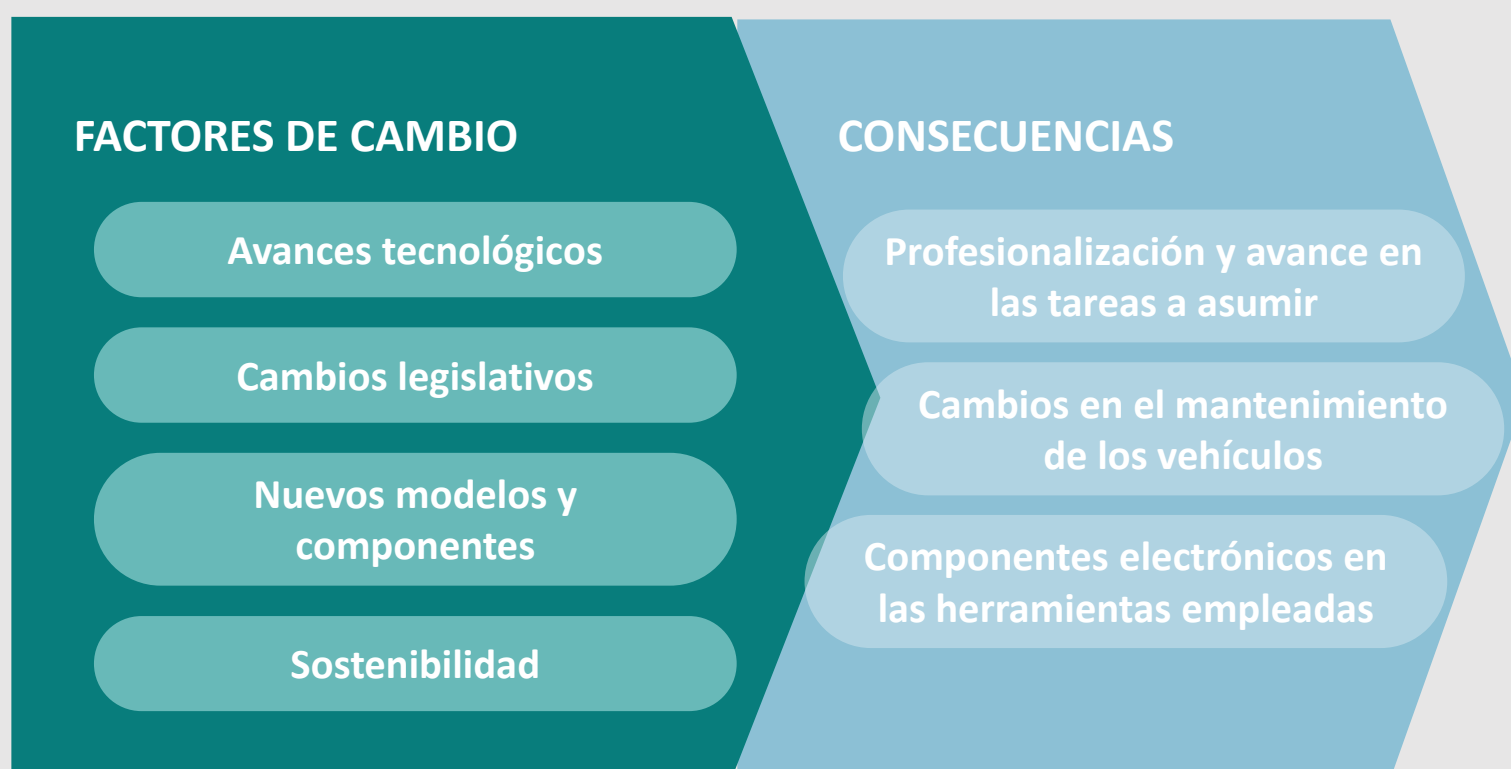 FACTORES DE CAMBIO
Avances tecnológicos
Cambios legislativos
Nuevos modelos y
componentes
Sostenibilidad
CONSECUENCIAS
Profesionalización y avance en
las tareas a asumir
Cambios en el mantenimiento
de los vehículos
Componentes electrónicos en
las herramientas empleadas